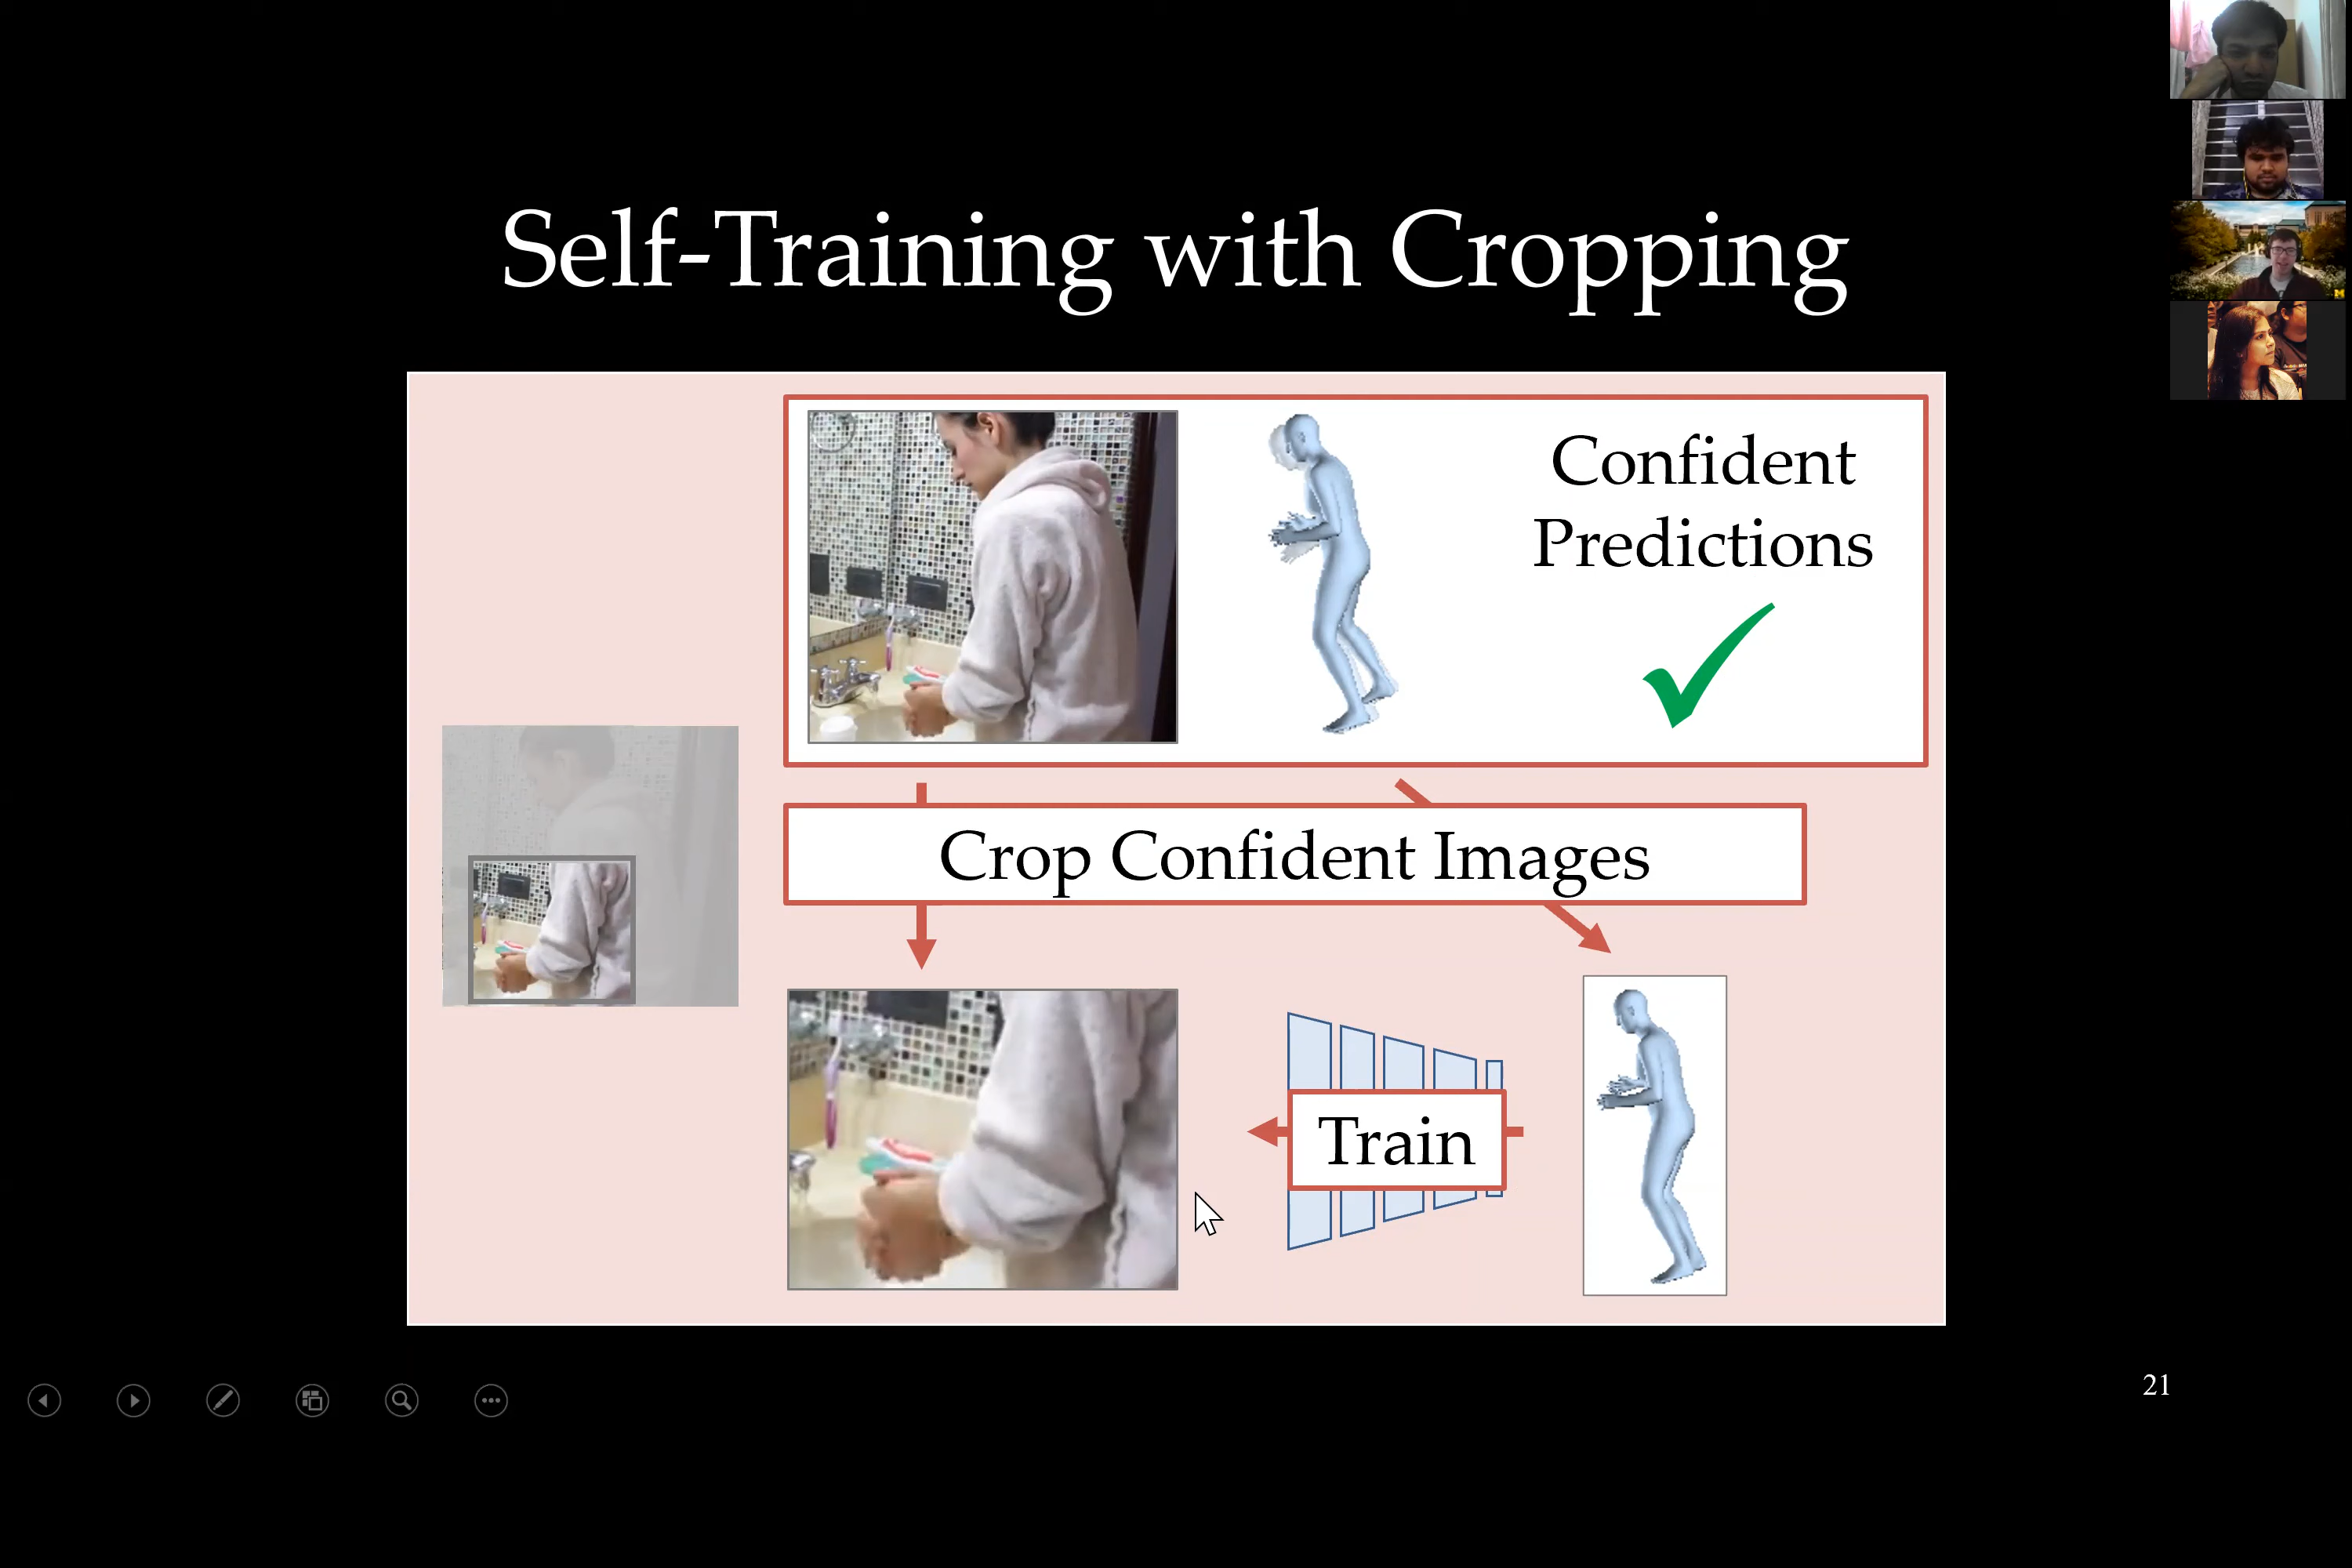 Self-Training with Cropping
Confident
Predictions
Crop Confident Images
Train
21